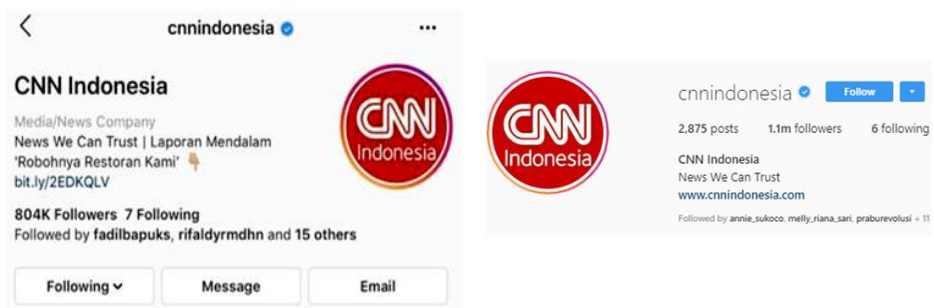 cnnindonesia
CNN Indonesia
Media/News Company
News We Can Trust | Laporan Mendalam
'Robohnya Restoran Kami' 👇🏼
bit.ly/2EDKQLV
804K Followers 7 Following
Followed by fadilbapuks, rifaldyrmdhn and 15 others
Following
Message
Email
CNN
Indonesia
CNN
Indonesia
cnnindonesia
Follow
2,875 posts 1.1m followers 6 following
CNN Indonesia
News We Can Trust
www.cnnindonesia.com
Followed by annie_sukoco, melly_riana_sari, praburevolusi + 11